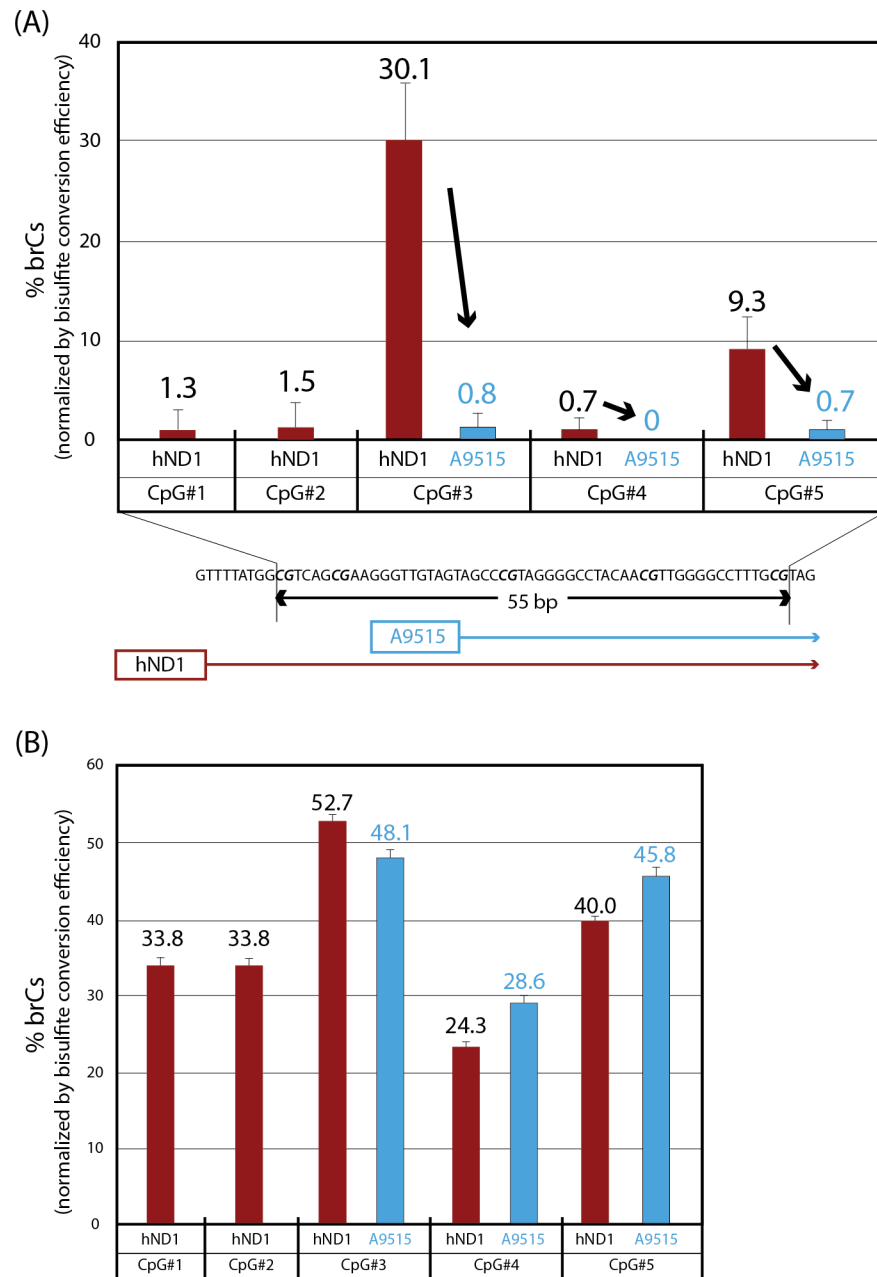 (A)
% brCs
(normalized by bisulfite conversion efficiency)
40
30
20
10
0
1.3
1.5
30.1
0.8
0.7
0
9.3
0.7
hND1
hND1
hND1
A9515
hND1
A9515
hND1
A9515
CpG#1
CpG#2
CpG#3
CpG#4
CpG#5
GTTTTATGGCGTCAGCGAAGGGTTGTAGTAGCCCCGTAGGGGCCTACAACGTTGGGGCCTTTGCGTAG
55 bp
A9515
hND1
(B)
% brCs
(normalized by bisulfite conversion efficiency)
60
50
40
30
20
10
0
33.8
33.8
52.7
48.1
24.3
28.6
40.0
45.8
hND1
hND1
hND1
A9515
hND1
A9515
hND1
A9515
CpG#1
CpG#2
CpG#3
CpG#4
CpG#5